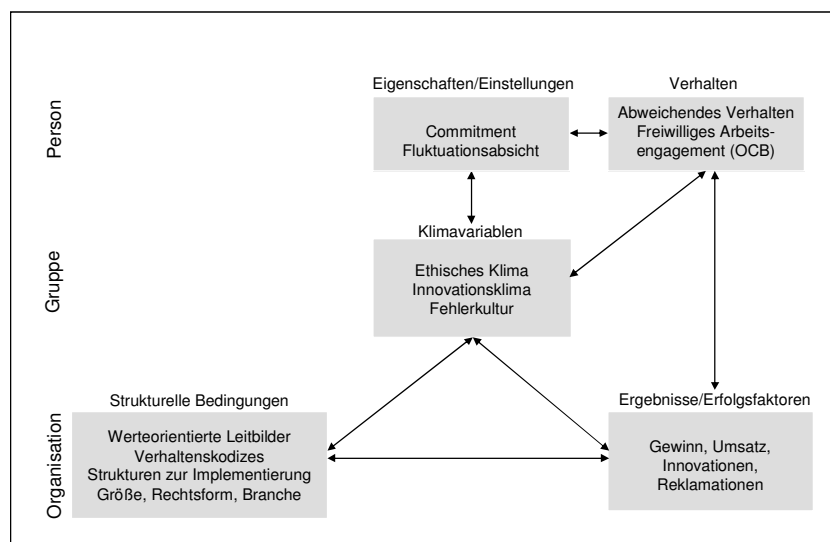 Person
Eigenschaften/Einstellungen
Commitment
Fluktuationsabsicht
Verhalten
Abweichendes Verhalten
Freiwilliges Arbeits-
engagement (OCB)
Gruppe
Klimavariablen
Ethisches Klima
Innovationsklima
Fehlerkultur
Organisation
Strukturelle Bedingungen
Werteorientierte Leitbilder
Verhaltenskodizes
Strukturen zur Implementierung
Größe, Rechtsform, Branche
Ergebnisse/Erfolgsfaktoren
Gewinn, Umsatz,
Innovationen,
Reklamationen